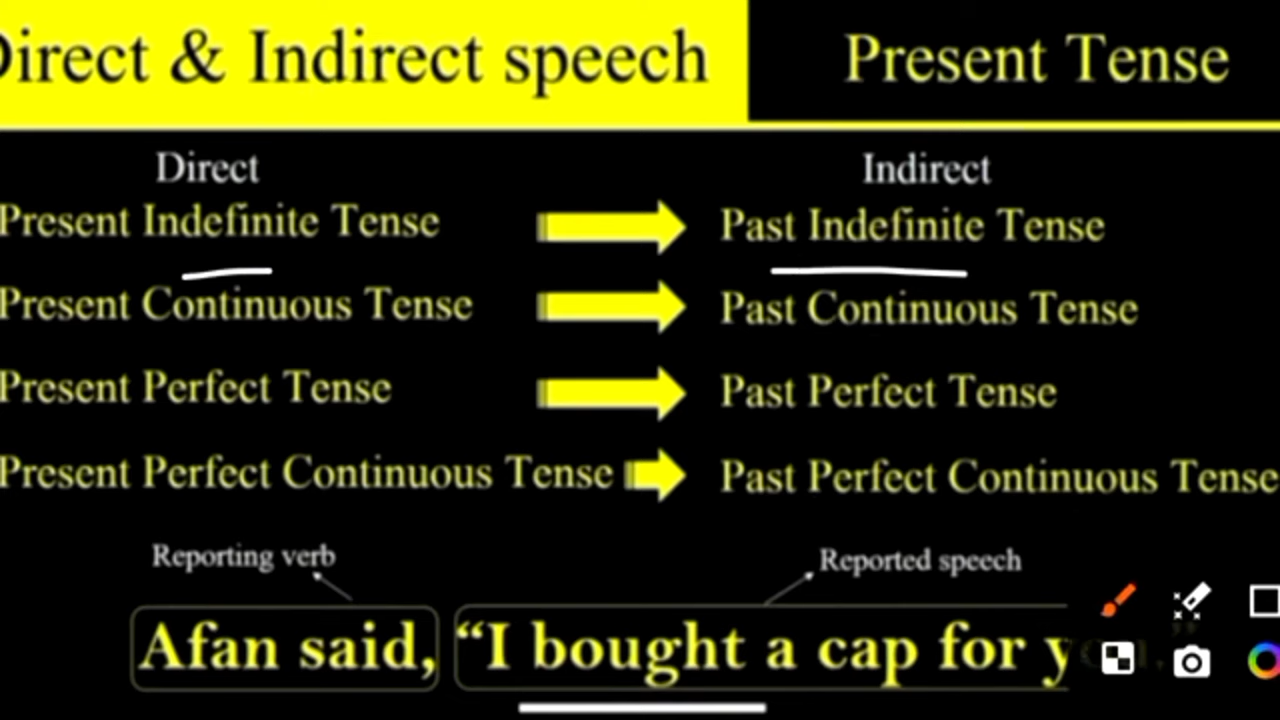 Direct & Indirect speech
Present Tense
Direct
Indirect
Present Indefinite Tense
Past Indefinite Tense
Present Continuous Tense
Past Continuous Tense
Present Perfect Tense
Past Perfect Tense
Present Perfect Continuous Tense
Past Perfect Continuous Tense
Reporting verb
Reported speech
Afan said, “I bought a cap for